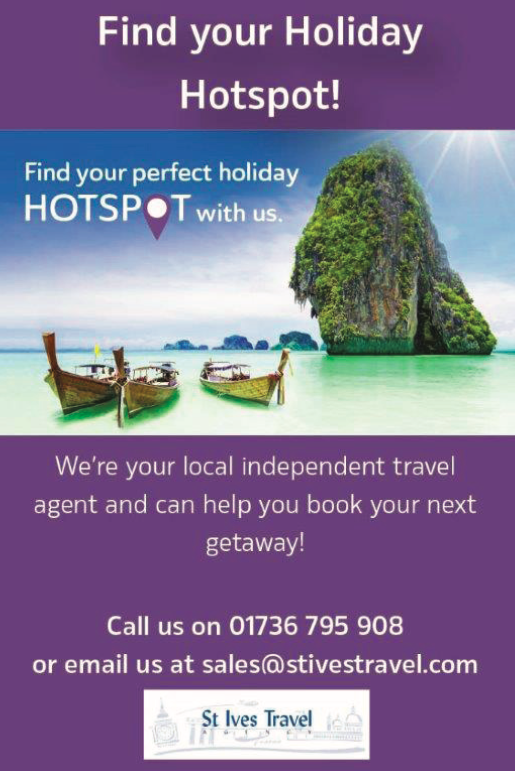 Find your Holiday
Hotspot!
Find your perfect holiday
HOTSPOT with us.
We're your local independent travel
agent and can help you book your next
getaway!
Call us on 01736 795 908
or email us at sales@stivestravel.com
St Ives Travel